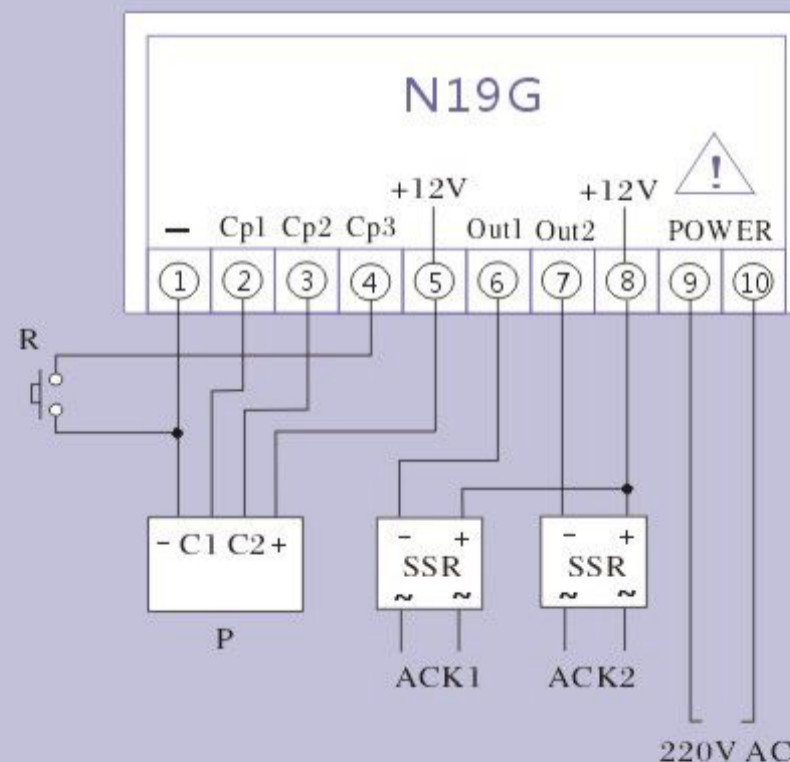 N19G
!
+12V +12V
– Cp1 Cp2 Cp3 Out1 Out2 POWER
1 2 3 4 5 6 7 8 9 10
R
- C1 C2 + - + - +
SSR SSR
~ ~ ~ ~
P
ACK1 ACK2
220V AC